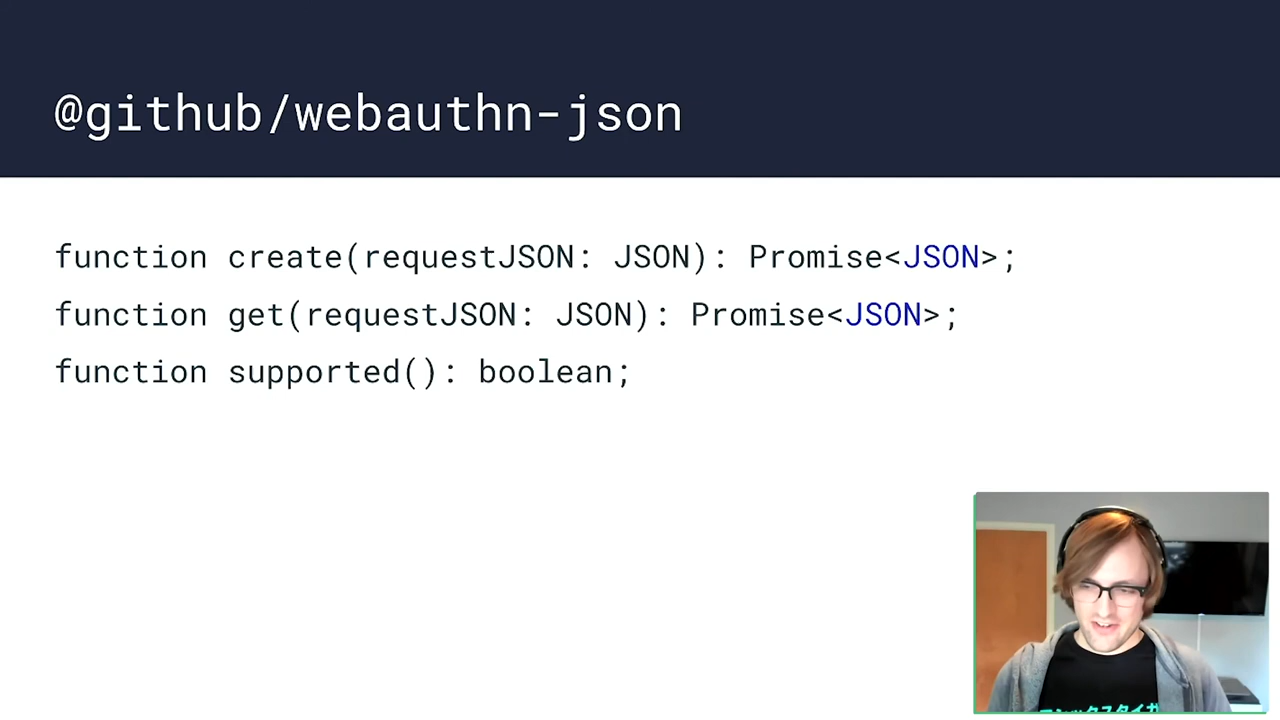 @github/webauthn-json
function create(requestJSON: JSON): Promise<JSON>;
function get(requestJSON: JSON): Promise<JSON>;
function supported(): boolean;